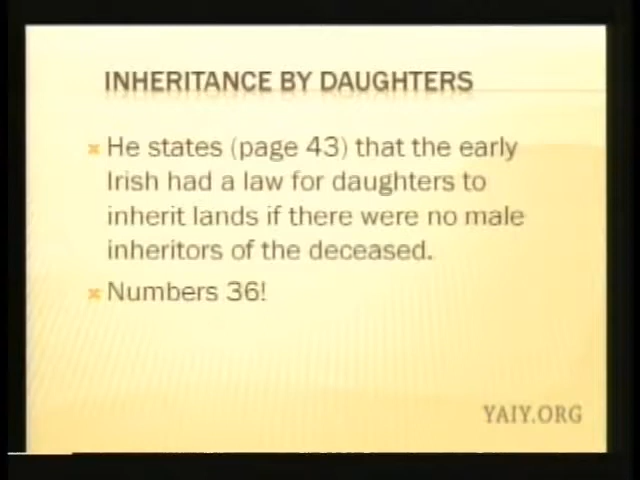 INHERITANCE BY DAUGHTERS
He states (page 43) that the early
Irish had a law for daughters to
inherit lands if there were no male
inheritors of the deceased.
Numbers 36!
YAIY.ORG